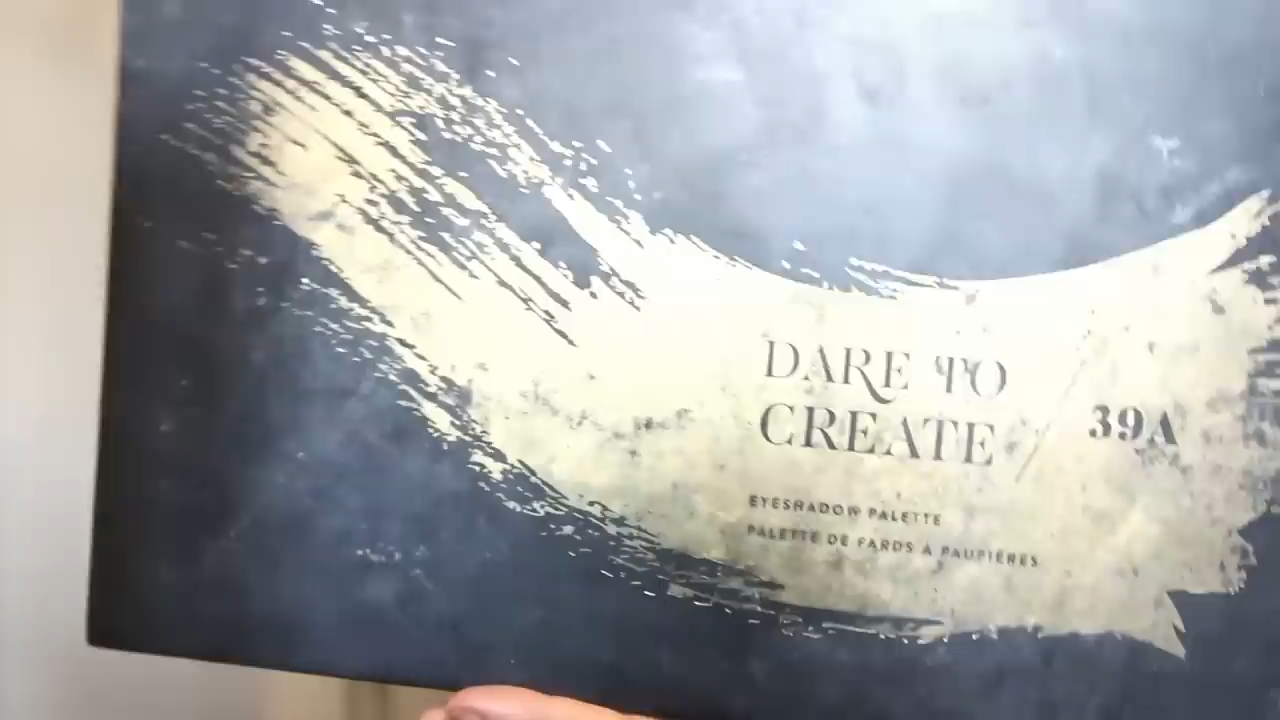 DARE TO
CREATE
39A
EYESHADOW PALETTE
PALETTE DE FARDS À PAUPIÈRES